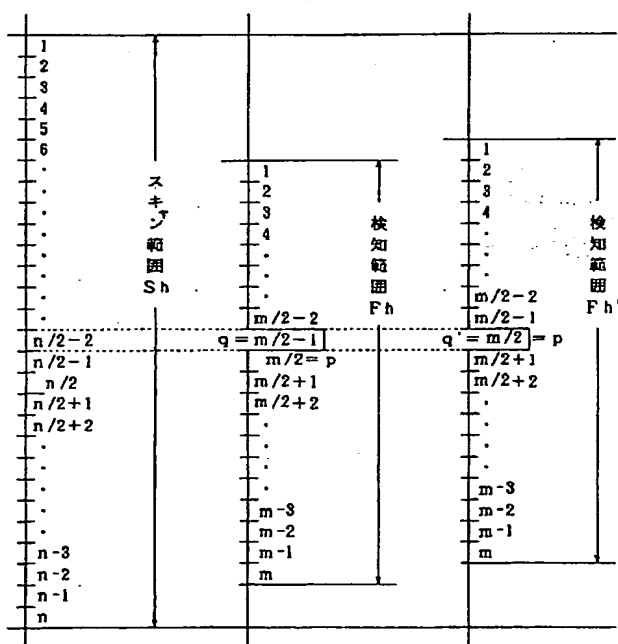 1
2
3
4
5
6
・
・
・
・
・
・
・
・
n/2-2
n/2-1
n/2
n/2+1
n/2+2
・
・
・
・
・
n-3
n-2
n-1
n
スキャン範囲Sh
1
2
3
4
・
・
・
m/2-2
q=m/2-1
m/2=p
m/2+1
m/2+2
・
・
・
・
m-3
m-2
m-1
m
検知範囲Fh
1
2
3
4
・
・
・
m/2-2
m/2-1
q'=m/2=p
m/2+1
m/2+2
・
・
・
・
m-3
m-2
m-1
m
検知範囲Fh'